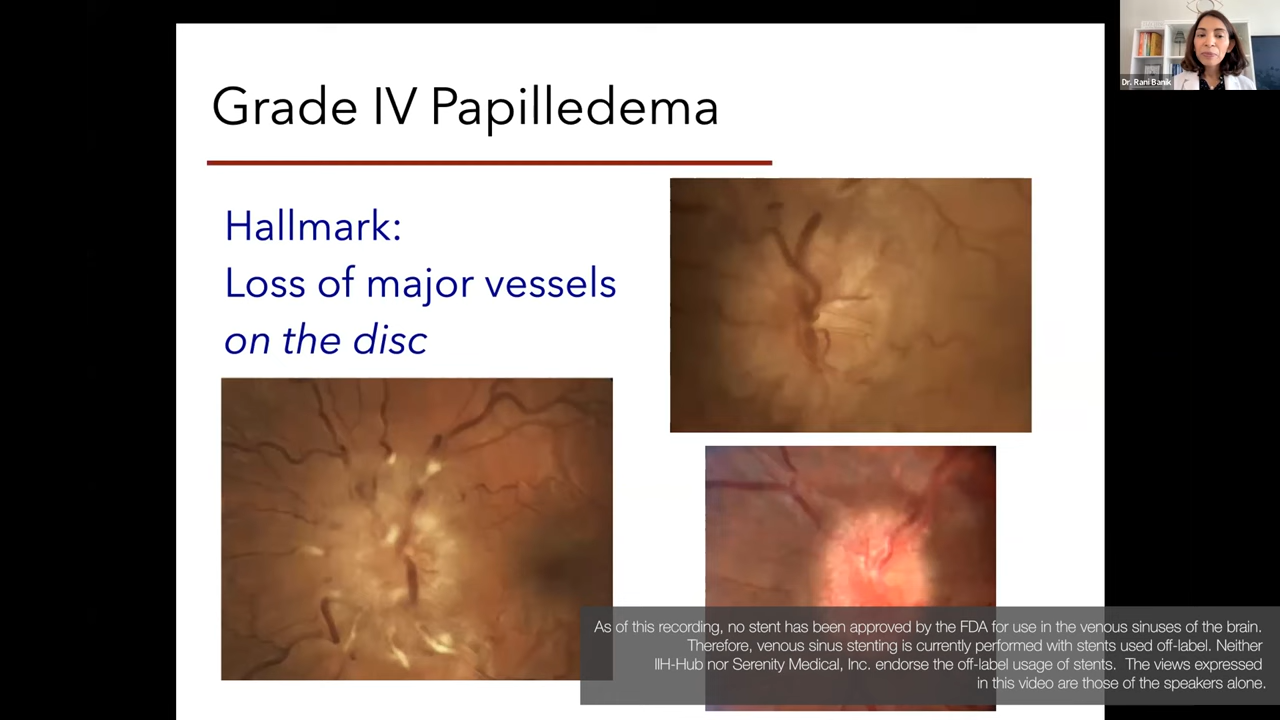 Grade IV Papilledema
Hallmark:
Loss of major vessels
on the disc
Dr. Rani Banik
As of this recording, no stent has been approved by the FDA for use in the venous sinuses of the brain.
Therefore, venous sinus stenting is currently performed with stents used off-label. Neither
IIH-Hub nor Serenity Medical, Inc. endorse the off-label usage of stents. The views expressed
in this video are those of the speakers alone.